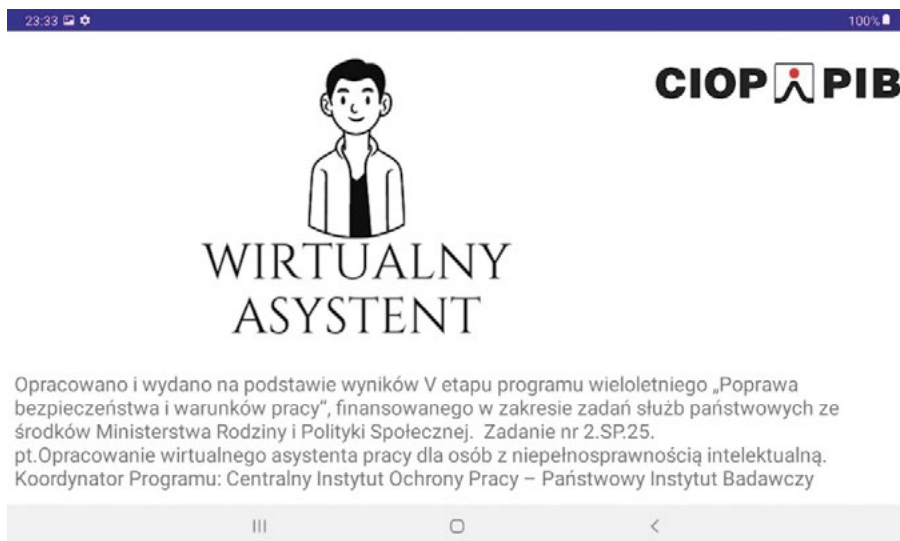 23:33 100%
CIOP PIB
WIRTUALNY
ASYSTENT
Opracowano i wydano na podstawie wyników V etapu programu wieloletniego „Poprawa
bezpieczeństwa i warunków pracy”, finansowanego w zakresie zadań służb państwowych ze
środków Ministerstwa Rodziny i Polityki Społecznej. Zadanie nr 2.SP.25.
pt.Opracowanie wirtualnego asystenta pracy dla osób z niepełnosprawnością intelektualną.
Koordynator Programu: Centralny Instytut Ochrony Pracy – Państwowy Instytut Badawczy